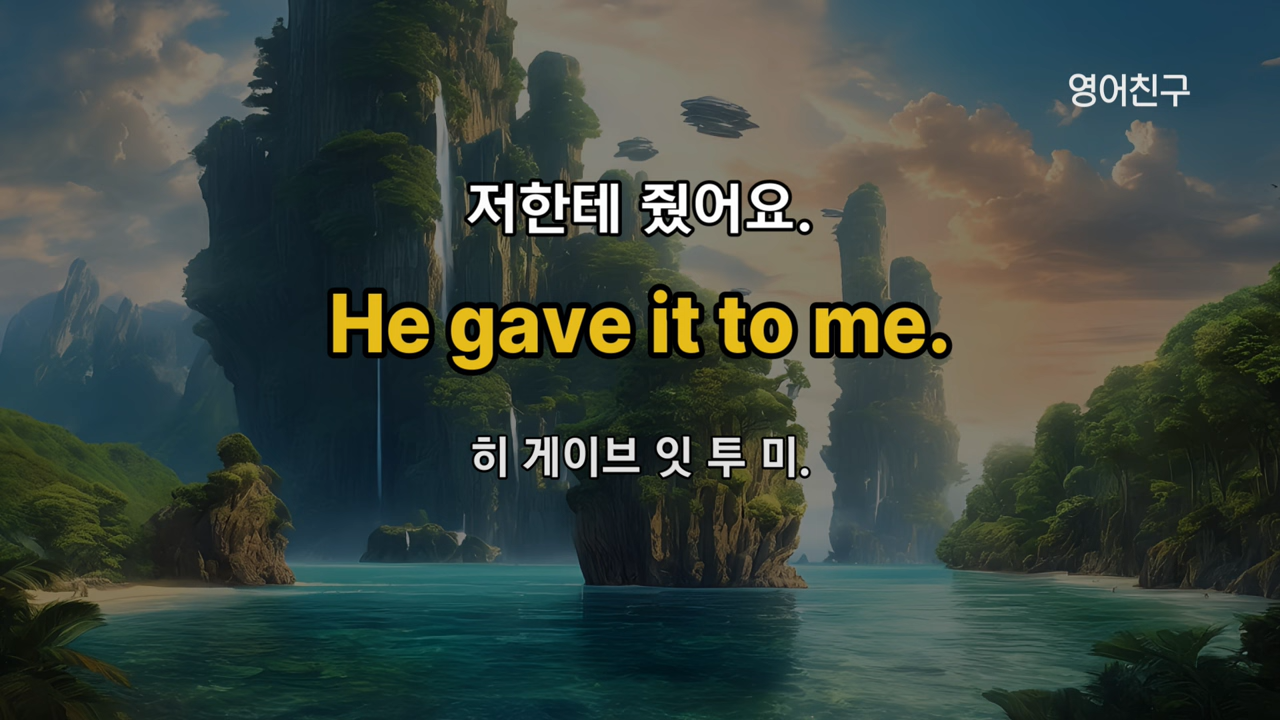 영어친구
저한테 줬어요.
He gave it to me.
히 게이브 잇 투 미.